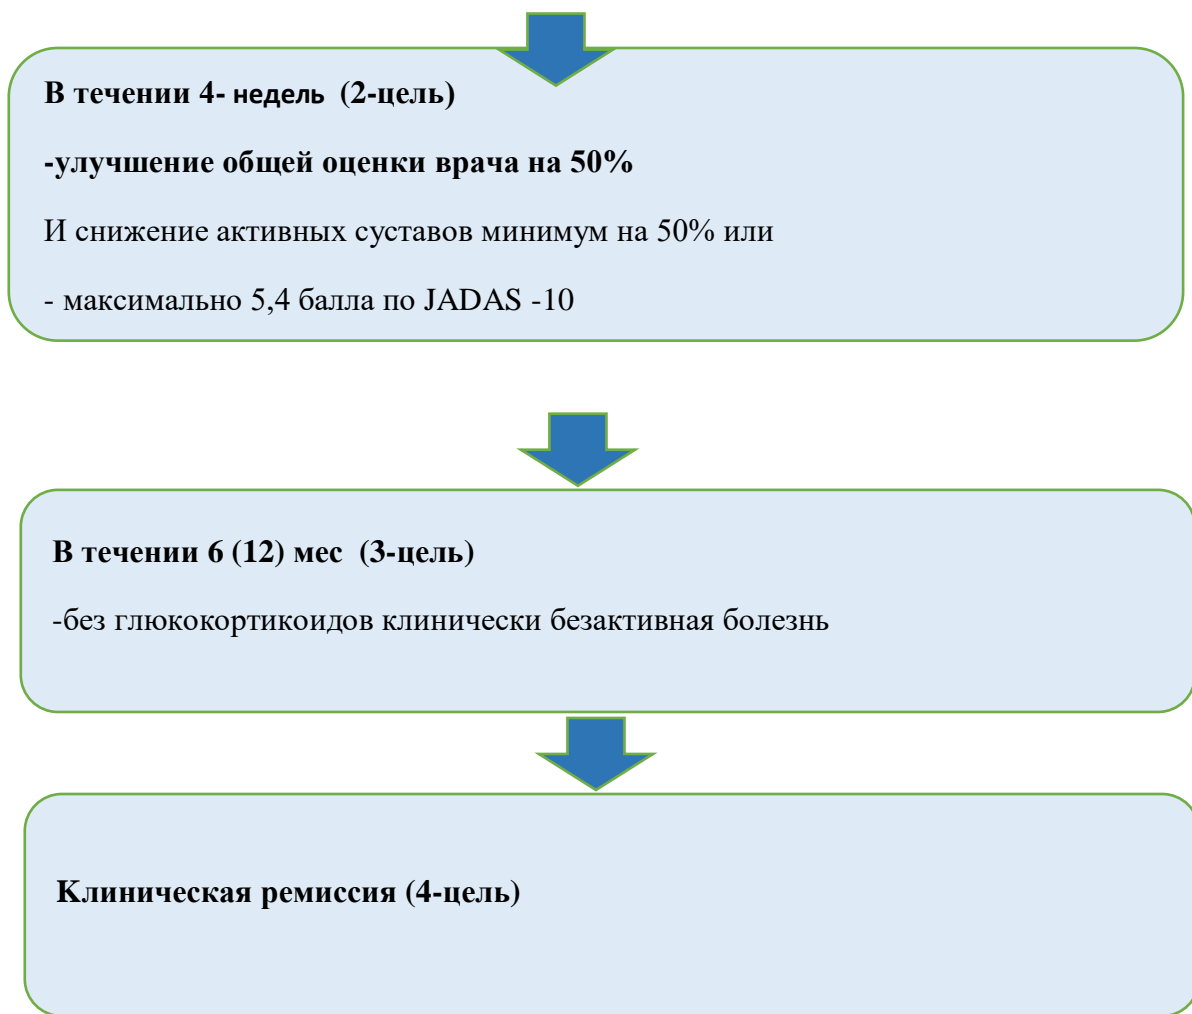 В течении 4- недель (2-цель)
-улучшение общей оценки врача на 50%
И снижение активных суставов минимум на 50% или
- максимально 5,4 балла по JADAS -10
В течении 6 (12) мес (3-цель)
-без глюкокортикоидов клинически безактивная болезнь
Клиническая ремиссия (4-цель)